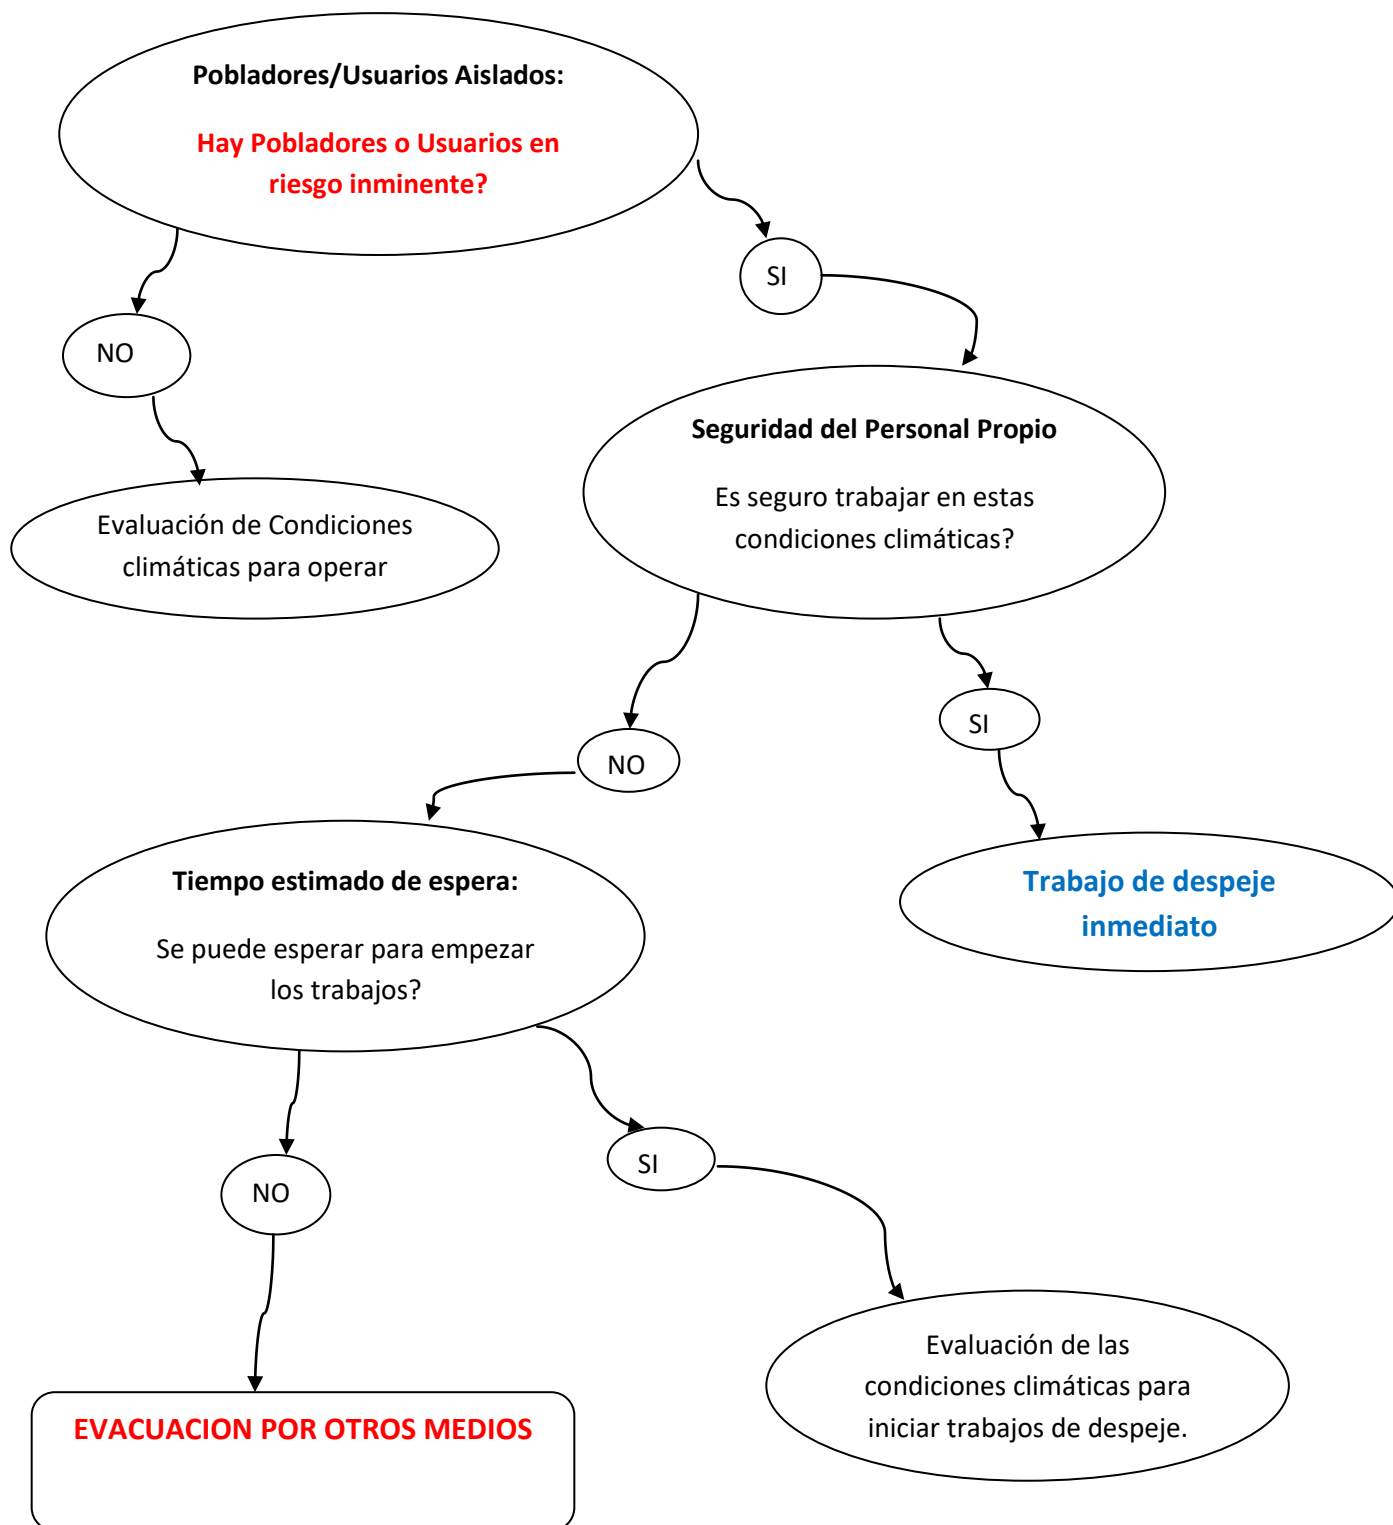 Pobladores/Usuarios Aislados:
Hay Pobladores o Usuarios en
riesgo inminente?
SI
NO
Seguridad del Personal Propio
Es seguro trabajar en estas
condiciones climáticas?
Evaluación de Condiciones
climáticas para operar
SI
NO
Tiempo estimado de espera:
Se puede esperar para empezar
los trabajos?
Trabajo de despeje
inmediato
SI
NO
Evaluación de las
condiciones climáticas para
iniciar trabajos de despeje.
EVACUACION POR OTROS MEDIOS